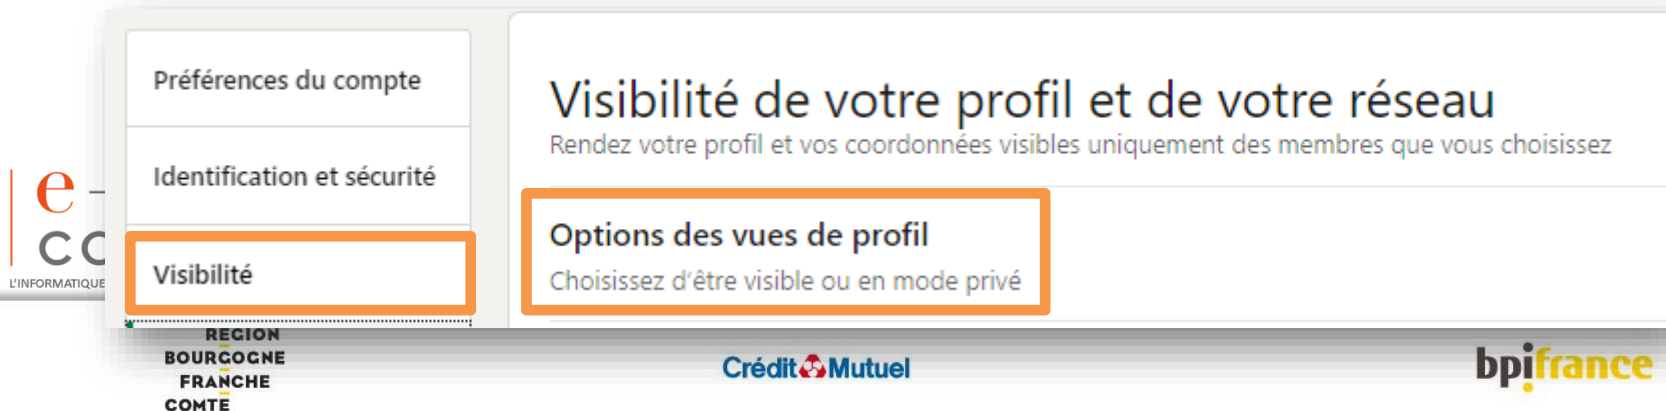 Préférences du compte
Identification et sécurité
Visibilité
Visibilité de votre profil et de votre réseau
Rendez votre profil et vos coordonnées visibles uniquement des membres que vous choisissez
Options des vues de profil
Choisissez d'être visible ou en mode privé
e-
CO
L'INFORMATIQUE
REGION
BOURGOGNE
FRANCHE
COMTE
Crédit Mutuel
bpifrance